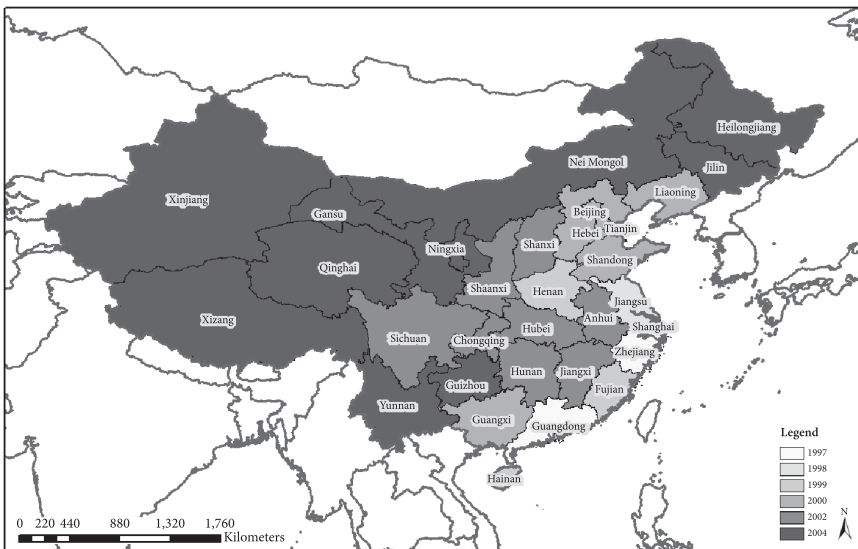 Heilongjiang
Nei Mongol
Jilin
Xinjiang
Liaoning
Gansu
Beijing
Tianjin
Hebei
Ningxia
Shanxi
Shandong
Qinghai
Shaanxi
Henan
Jiangsu
Xizang
Anhui
Shanghai
Hubei
Sichuan
Chongqing
Zhejiang
Hunan
Jiangxi
Guizhou
Fujian
Yunnan
Guangxi
Guangdong
Hainan
Legend
1997
1998
1999
2000
2002
2004
N
0 220 440 880 1,320 1,760
Kilometers